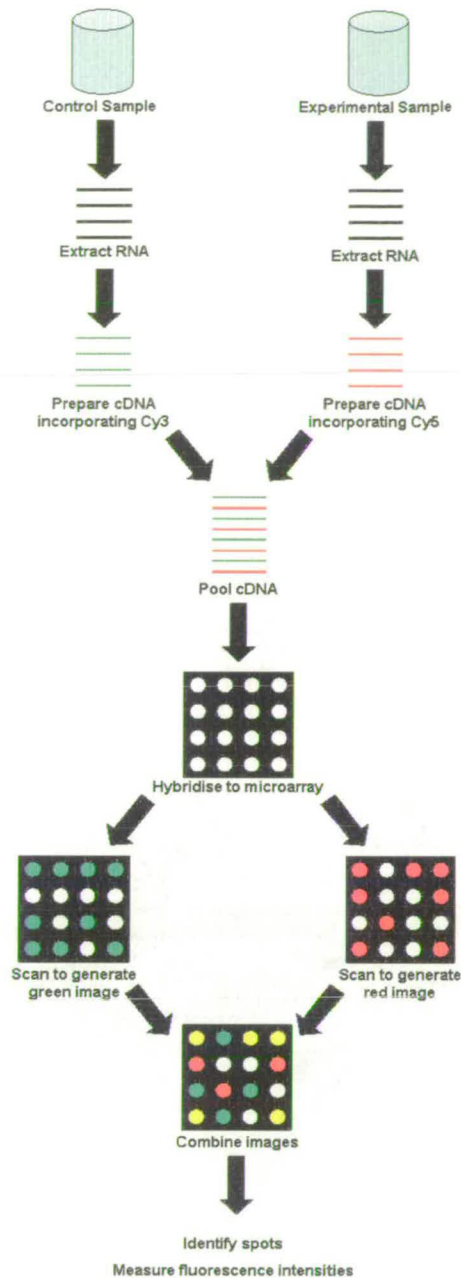 Control Sample
Experimental Sample
Extract RNA
Extract RNA
Prepare cDNA
incorporating Cy3
Prepare cDNA
incorporating Cy5
Pool cDNA
Hybridise to microarray
Scan to generate
green image
Scan to generate
red image
Combine images
Identify spots
Measure fluorescence intensities